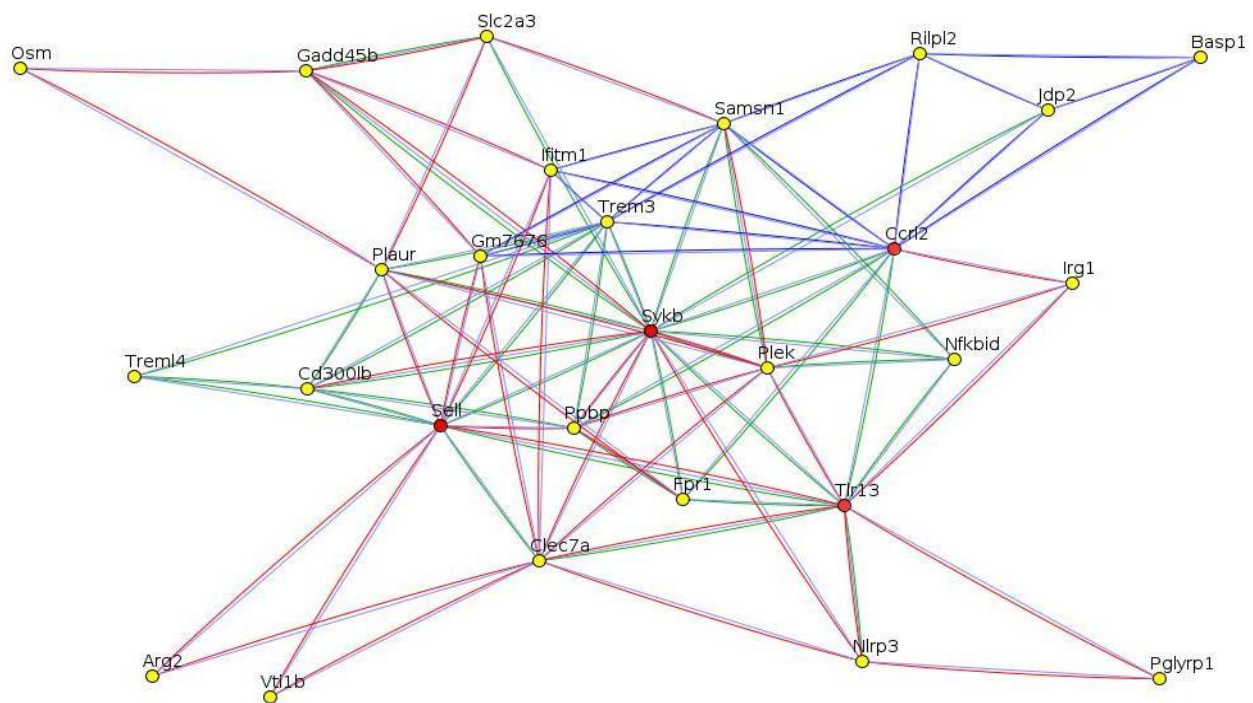 Slc2a3
Osm
Gadd45b
Rilpl2
Basp1
Jdp2
Samsn1
Ifitm1
Trem3
Ccrl2
Gm7676
Plaur
Irg1
Sykb
Plek
Nfkbid
Treml4
Cd300lb
Sell
Ppbp
Fpr1
Tlr13
Clec7a
Nlrp3
Arg2
Vti1b
Pglyrp1